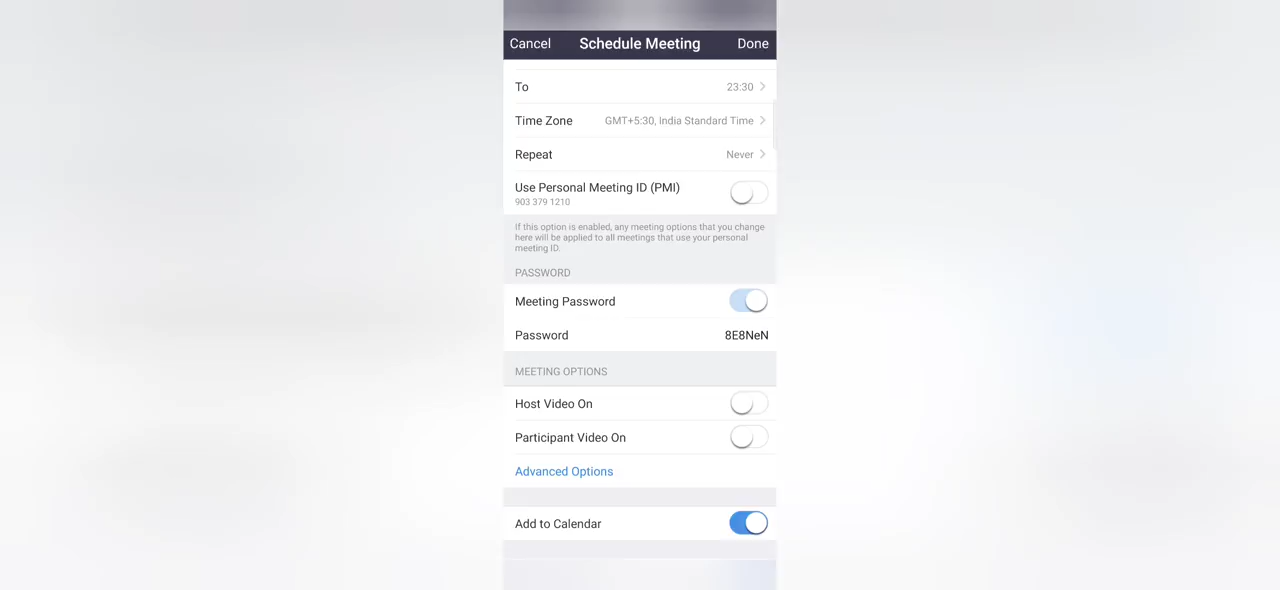 Cancel Schedule Meeting Done
To 23:30
Time Zone GMT+5:30, India Standard Time
Repeat Never
Use Personal Meeting ID (PMI)
903 379 1210
If this option is enabled, any meeting options that you change
here will be applied to all meetings that use your personal
meeting ID.
PASSWORD
Meeting Password
Password 8E8NeN
MEETING OPTIONS
Host Video On
Participant Video On
Advanced Options
Add to Calendar